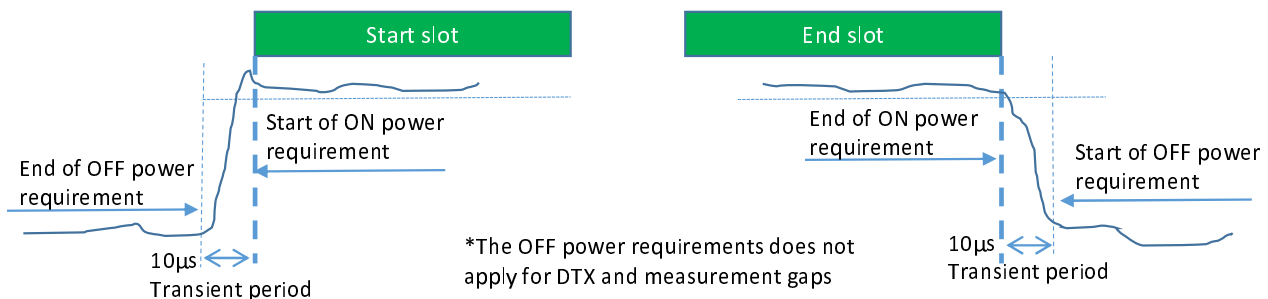 Start slot
End slot
Start of ON power
requirement
End of OFF power
requirement
10µs
Transient period
End of ON power
requirement
Start of OFF power
requirement
10µs
Transient period
*The OFF power requirements does not
apply for DTX and measurement gaps